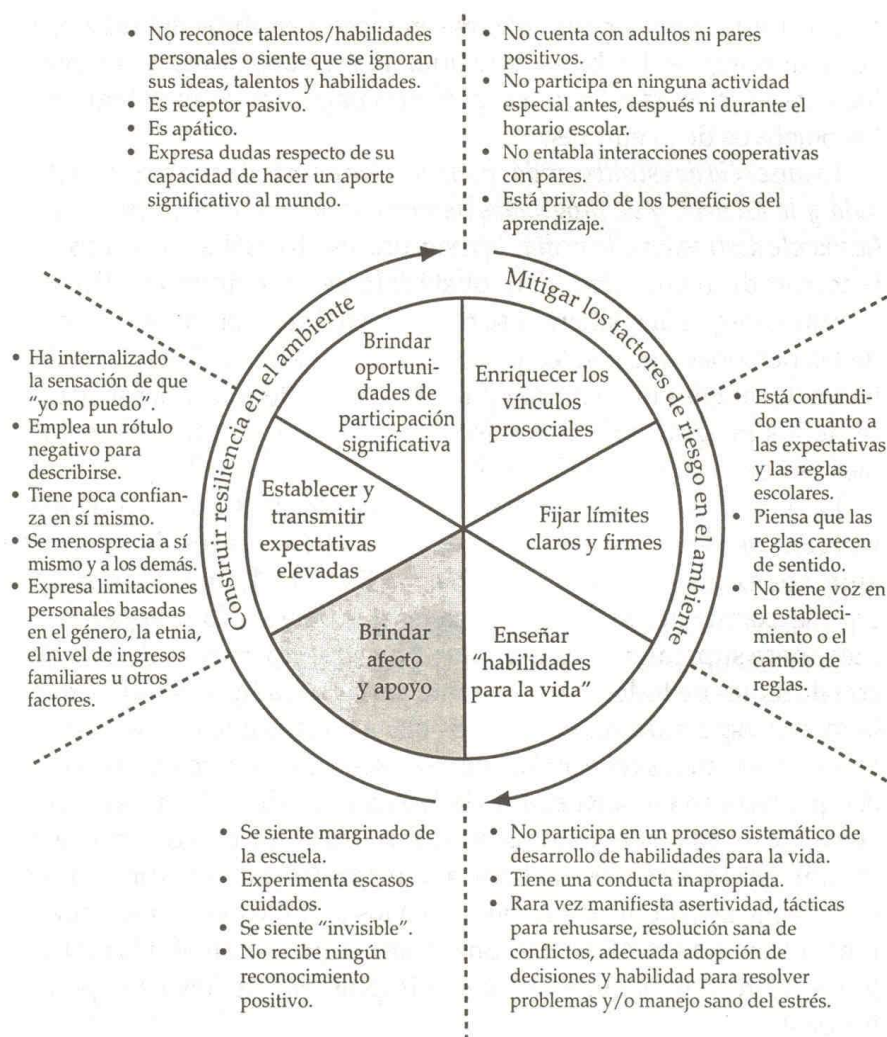 • No reconoce talentos/habilidades
personales o siente que se ignoran
sus ideas, talentos y habilidades.
• Es receptor pasivo.
• Es apático.
• Expresa dudas respecto de su
capacidad de hacer un aporte
significativo al mundo.
• No cuenta con adultos ni pares
positivos.
• No participa en ninguna actividad
especial antes, después ni durante el
horario escolar.
• No entabla interacciones cooperativas
con pares.
• Está privado de los beneficios del
aprendizaje.
Construir resiliencia en el ambiente
Mitigar los factores de riesgo en el ambiente
• Ha internalizado
la sensación de que
"yo no puedo".
• Emplea un rótulo
negativo para
describirse.
• Tiene poca confian-
za en sí mismo.
• Se menosprecia a sí
mismo y a los demás.
• Expresa limitaciones
personales basadas
en el género, la etnia,
el nivel de ingresos
familiares u otros
factores.
Brindar
oportuni-
dades de
participación
significativa
Enriquecer los
vínculos
prosociales
Establecer y
transmitir
expectativas
elevadas
Fijar límites
claros y firmes
Brindar
afecto
y apoyo
Enseñar
"habilidades
para la vida"
• Está confundi-
do en cuanto a
las expectativas
y las reglas
escolares.
• Piensa que las
reglas carecen
de sentido.
• No tiene voz en
el estableci-
miento o el
cambio de
reglas.
• Se siente marginado de
la escuela.
• Experimenta escasos
cuidados.
• Se siente "invisible".
• No recibe ningún
reconocimiento
positivo.
• No participa en un proceso sistemático de
desarrollo de habilidades para la vida.
• Tiene una conducta inapropiada.
• Rara vez manifiesta asertividad, tácticas
para rehusarse, resolución sana de
conflictos, adecuada adopción de
decisiones y habilidad para resolver
problemas y/o manejo sano del estrés.